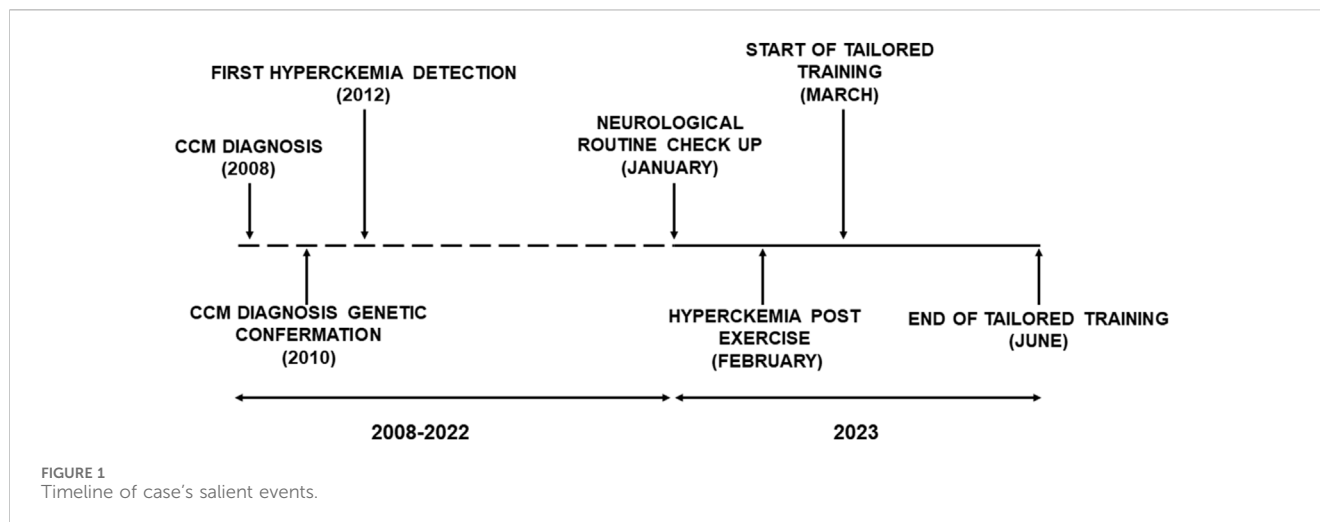 START OF TAILORED
TRAINING
(MARCH)
FIRST HYPERCKEMIA DETECTION
(2012)
NEUROLOGICAL
ROUTINE CHECK UP
(JANUARY)
CCM DIAGNOSIS
(2008)
CCM DIAGNOSIS GENETIC
CONFERMATION
(2010)
HYPERCKEMIA POST
EXERCISE
(FEBRUARY)
END OF TAILORED TRAINING
(JUNE)
2008-2022
2023
FIGURE 1
Timeline of case's salient events.